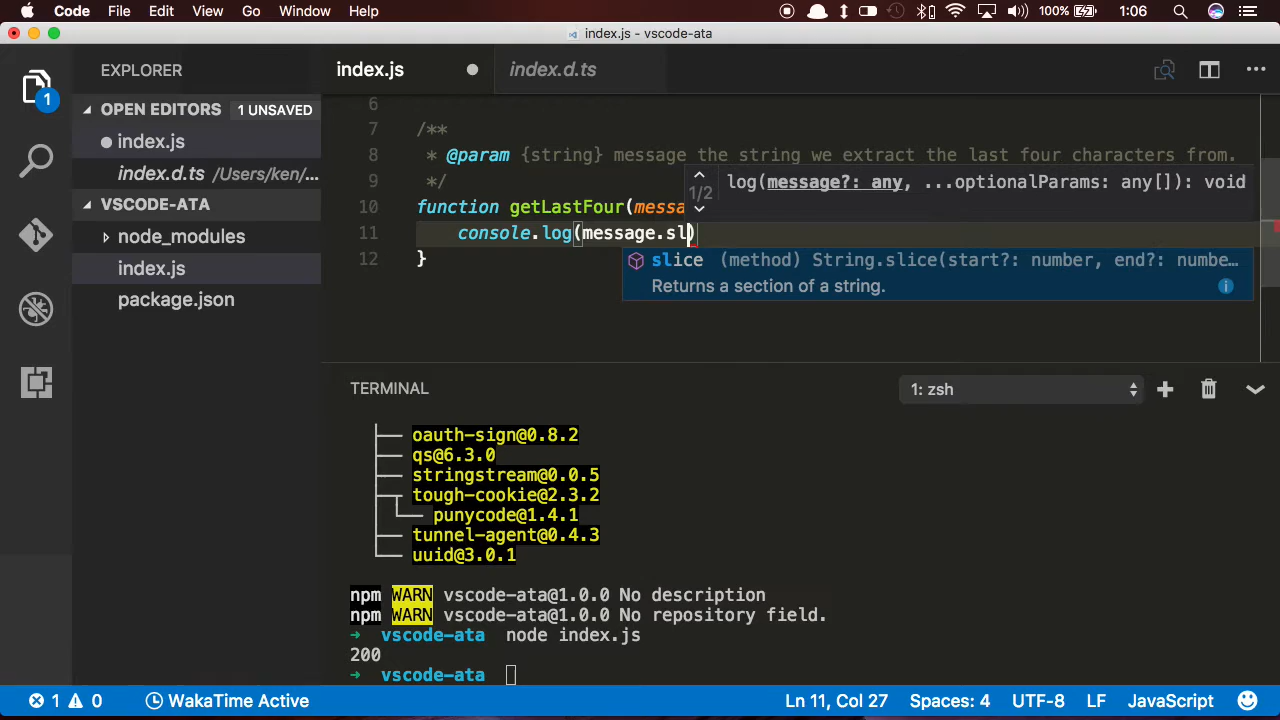 Code File Edit View Go Window Help 100% 1:06
index.js - vscode-ata
EXPLORER
index.js
index.d.ts
OPEN EDITORS 1 UNSAVED
index.js
index.d.ts /Users/ken/...
VSCODE-ATA
node_modules
index.js
package.json
1
6
7 /**
8 * @param {string} message the string we extract the last four characters from.
9 */
10 function getLastFour(messa
11 console.log(message.sl)
12 }
1/2 log(message?: any, ...optionalParams: any[]): void
slice (method) String.slice(start?: number, end?: numbe...
Returns a section of a string.
TERMINAL
1: zsh
├── oauth-sign@0.8.2
├── qs@6.3.0
├── stringstream@0.0.5
├─┬ tough-cookie@2.3.2
│ └── punycode@1.4.1
├── tunnel-agent@0.4.3
└── uuid@3.0.1
npm WARN vscode-ata@1.0.0 No description
npm WARN vscode-ata@1.0.0 No repository field.
➜ vscode-ata node index.js
200
➜ vscode-ata
1 0 WakaTime Active Ln 11, Col 27 Spaces: 4 UTF-8 LF JavaScript